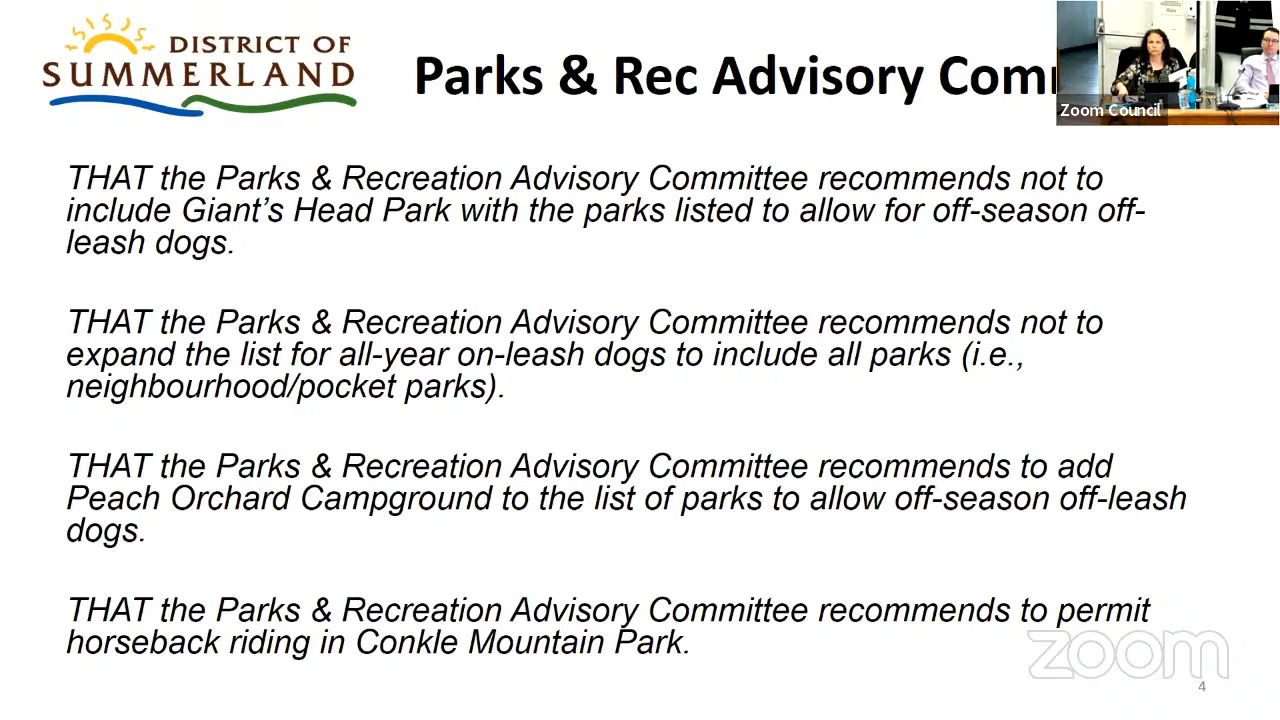 DISTRICT OF
SUMMERLAND
Parks & Rec Advisory
Zoom Council
THAT the Parks & Recreation Advisory Committee recommends not to
include Giant’s Head Park with the parks listed to allow for off-season off-
leash dogs.
THAT the Parks & Recreation Advisory Committee recommends not to
expand the list for all-year on-leash dogs to include all parks (i.e.,
neighbourhood/pocket parks).
THAT the Parks & Recreation Advisory Committee recommends to add
Peach Orchard Campground to the list of parks to allow off-season off-leash
dogs.
THAT the Parks & Recreation Advisory Committee recommends to permit
horseback riding in Conkle Mountain Park.
zoom
4